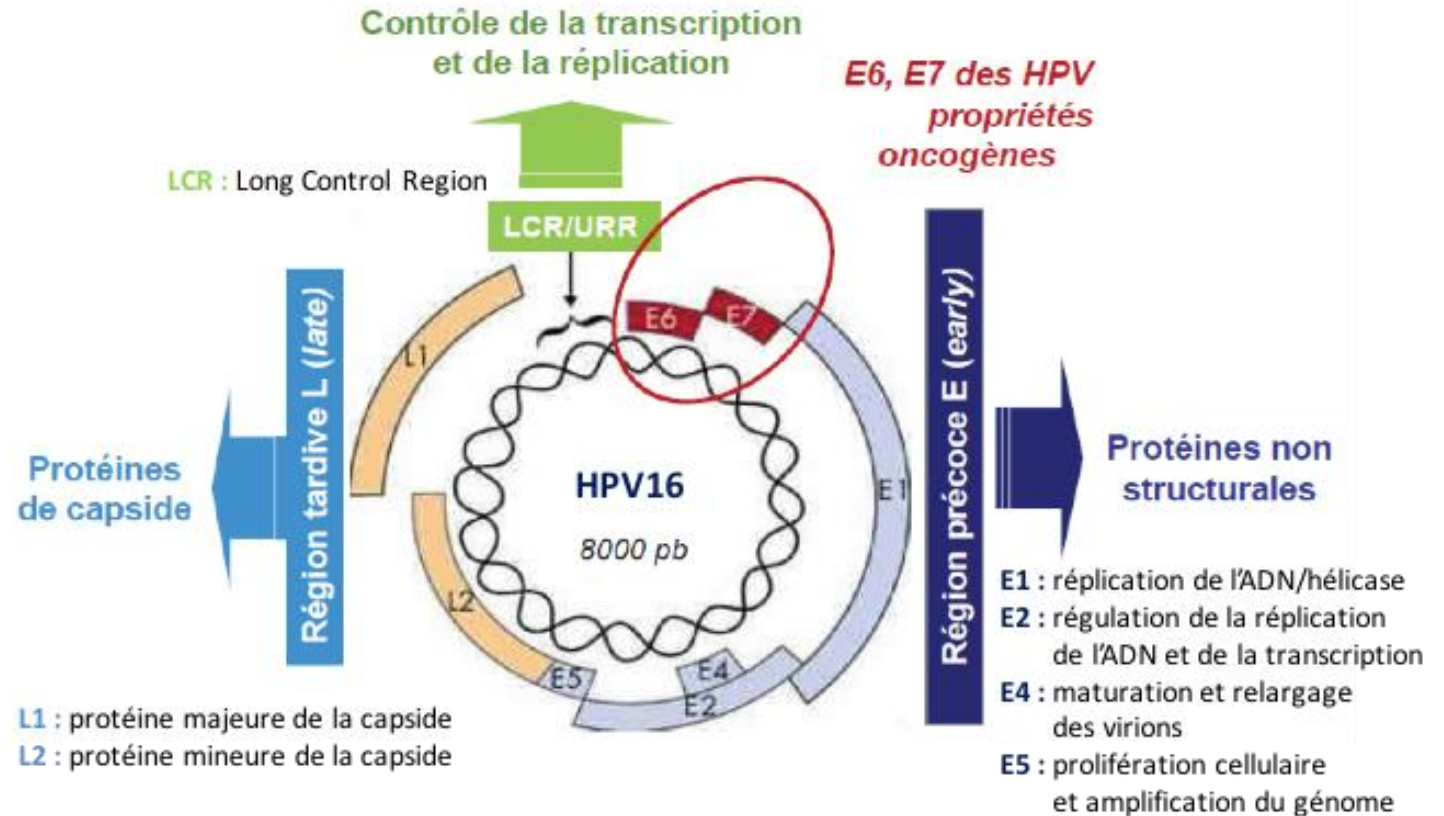 Contrôle de la transcription
et de la réplication
E6, E7 des HPV
propriétés
oncogènes
LCR : Long Control Region
LCR/URR
E6
E7
L1
Région tardive L (late)
Région précoce E (early)
Protéines
de capside
HPV16
8000 pb
E1
Protéines non
structurales
L2
E5
E4
E2
E1 : réplication de l'ADN/hélicase
E2 : régulation de la réplication
de l'ADN et de la transcription
E4 : maturation et relargage
des virions
E5 : prolifération cellulaire
et amplification du génome
L1 : protéine majeure de la capside
L2 : protéine mineure de la capside